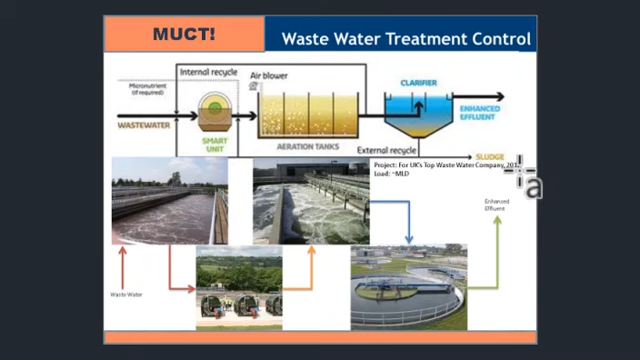 MUCT!
Waste Water Treatment Control
Internal recycle
Air blower
Micronutrient
(if required)
CLARIFIER
WASTEWATER
ENHANCED
EFFLUENT
SMART
UNIT
AERATION TANKS
External recycle
SLUDGE
Project: For UK's Top Waste Water Company,
Load: ~MLD
Enhanced
Effluent
Waste Water